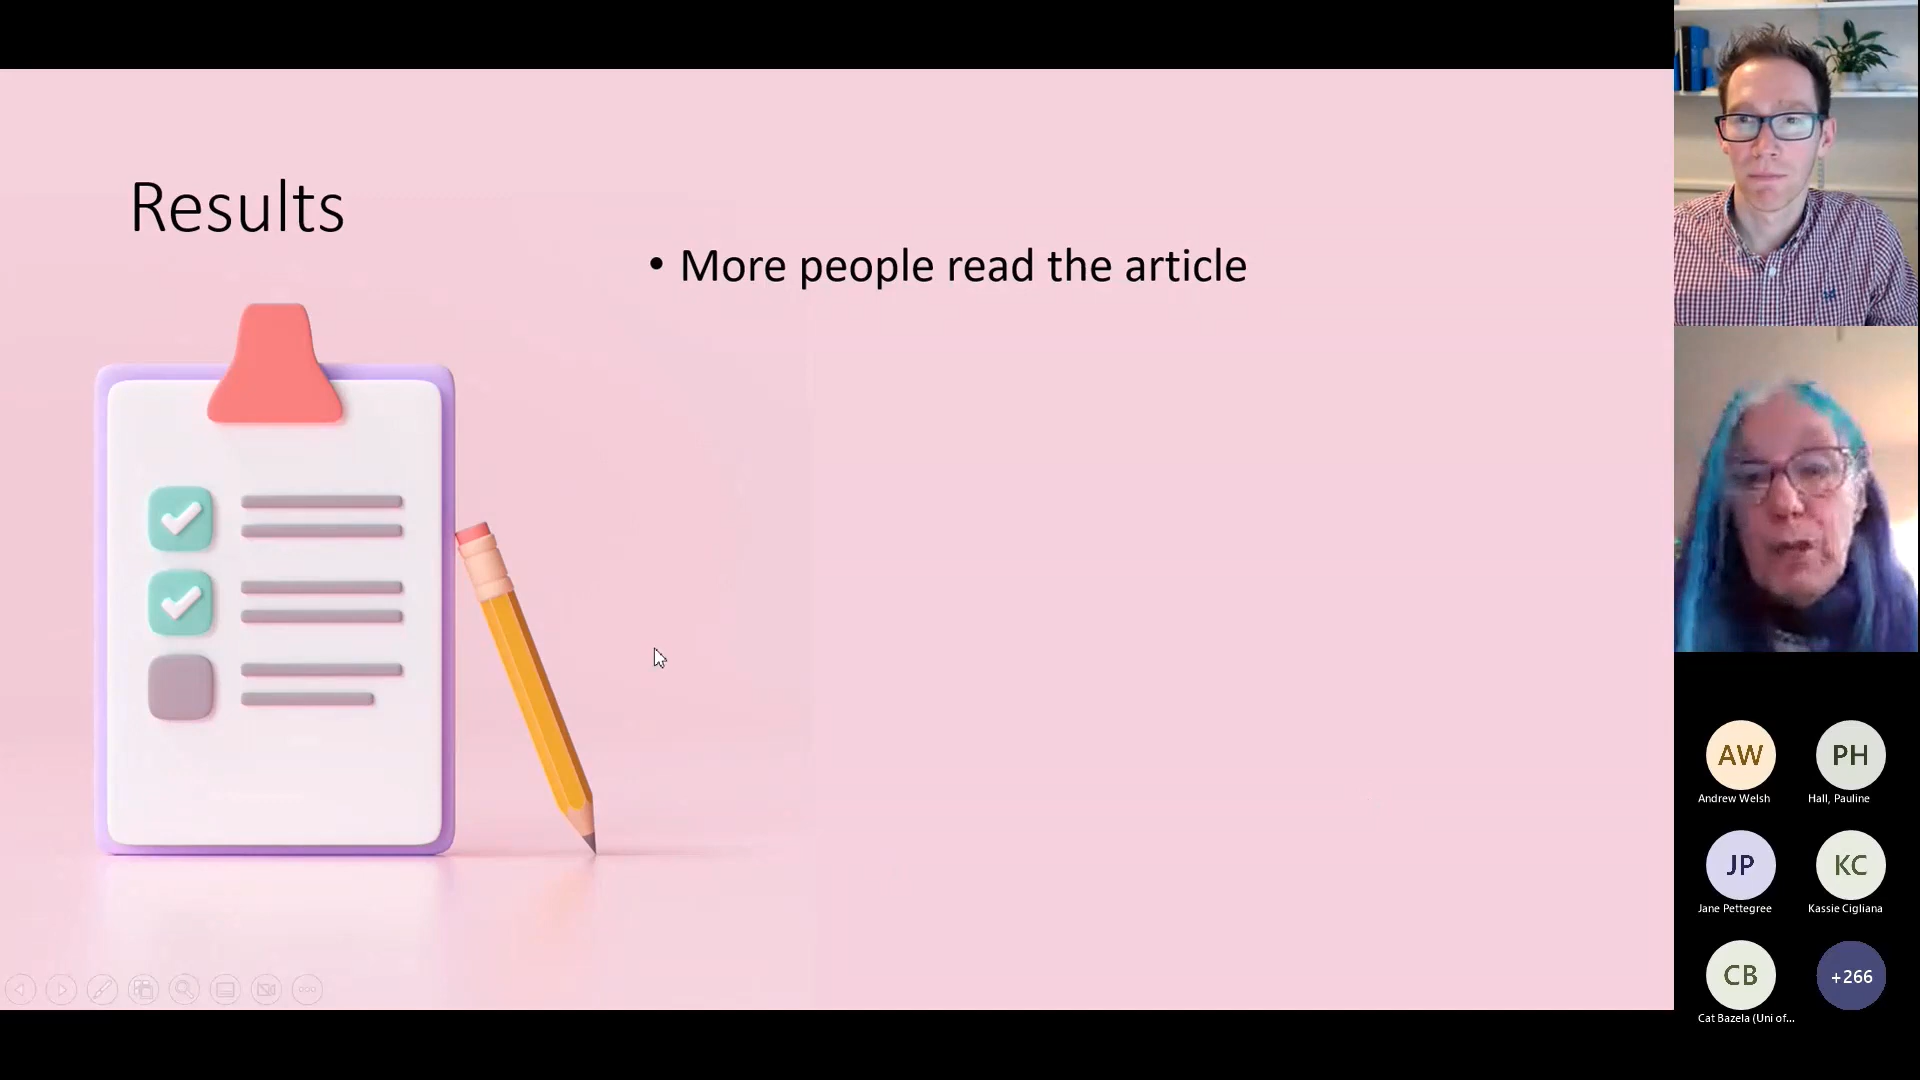 Results
• More people read the article
AW
Andrew Welsh
PH
Hall, Pauline
JP
Jane Pettegree
KC
Kassie Cigliana
CB
Cat Bazela (Uni of...
+266